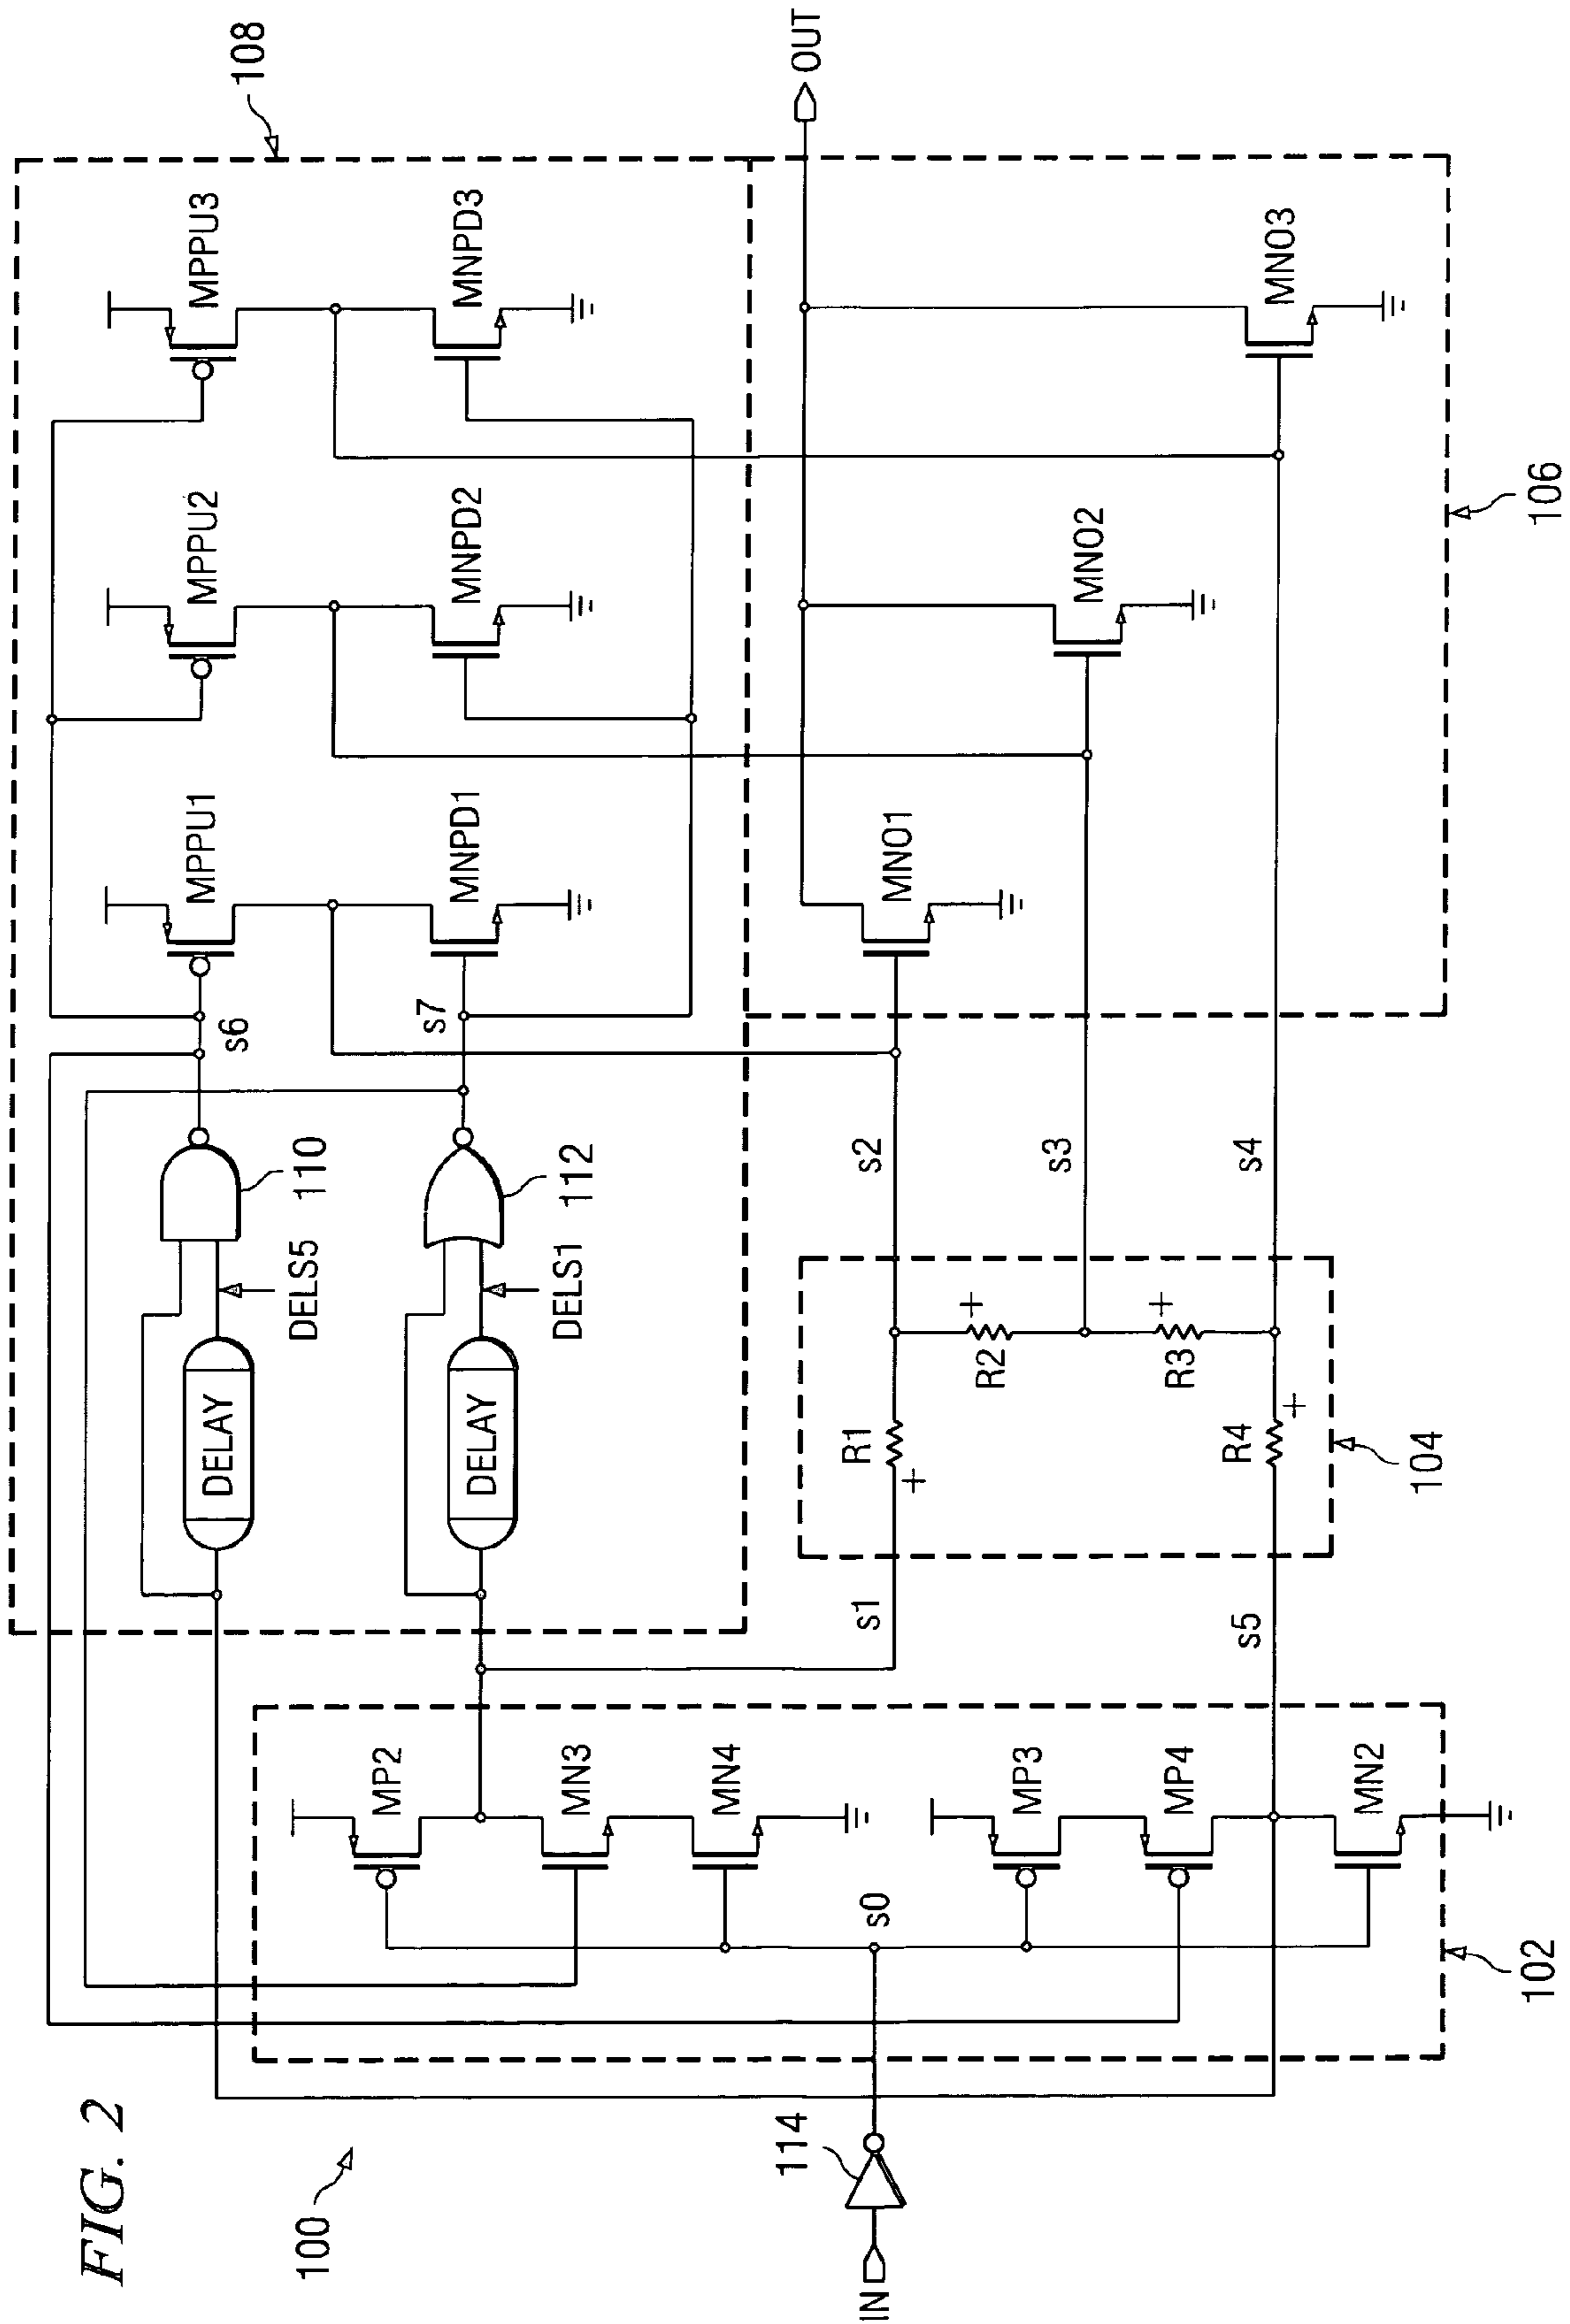 FIG. 2
100
108
MPPU1
MPPU2
MPPU3
s6
110
DELAY
DELS5
MNPD1
MNPD2
MNPD3
s7
112
DELAY
DELS1
MP2
MN3
MN4
s0
MP3
MP4
MN2
102
IN
114
s1
R1
s2
MNO1
R2
+
+
s3
MNO2
R3
+
s5
R4
+
s4
MNO3
104
106
OUT